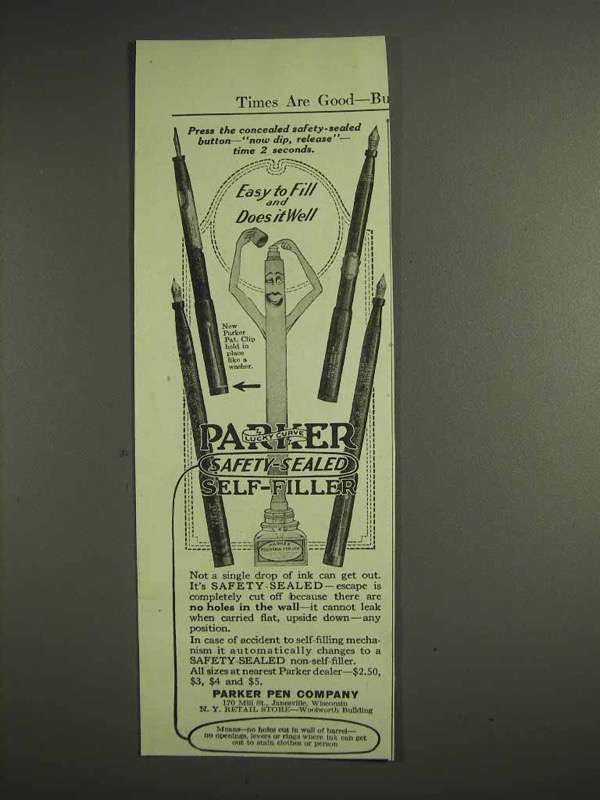 Times Are Good—Bu
Press the concealed safety-sealed
button—"now dip, release"—
time 2 seconds.
Easy to Fill
and
Does it Well
New
Parker
Pat. Clip
held in
place
like a
washer.
PARKER
LUCKY CURVE
SAFETY-SEALED
SELF-FILLER
PARKER
FOUNTAIN PEN INK
Not a single drop of ink can get out.
It's SAFETY-SEALED—escape is
completely cut off because there are
no holes in the wall—it cannot leak
when carried flat, upside down—any
position.
In case of accident to self-filling mecha-
nism it automatically changes to a
SAFETY-SEALED non-self-filler.
All sizes at nearest Parker dealer—$2.50,
$3, $4 and $5.
PARKER PEN COMPANY
170 Mill St., Janesville, Wisconsin
N. Y. RETAIL STORE—Woolworth Building
Means—no holes cut in wall of barrel—
no openings, levers or rings where ink can get
out to stain clothes or person